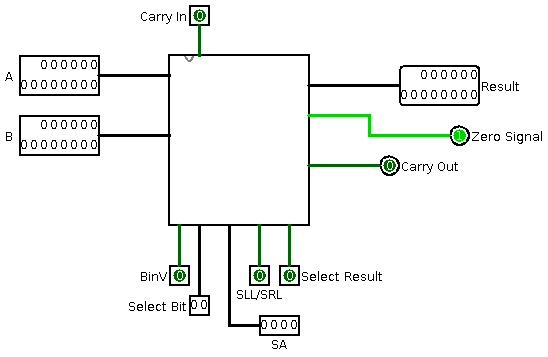 Carry In 0
A 000000
00000000
000000
00000000 Result
1 Zero Signal
B 000000
00000000
0 Carry Out
BinV 0
0 Select Result
SLL/SRL 0
Select Bit 00
0000
SA